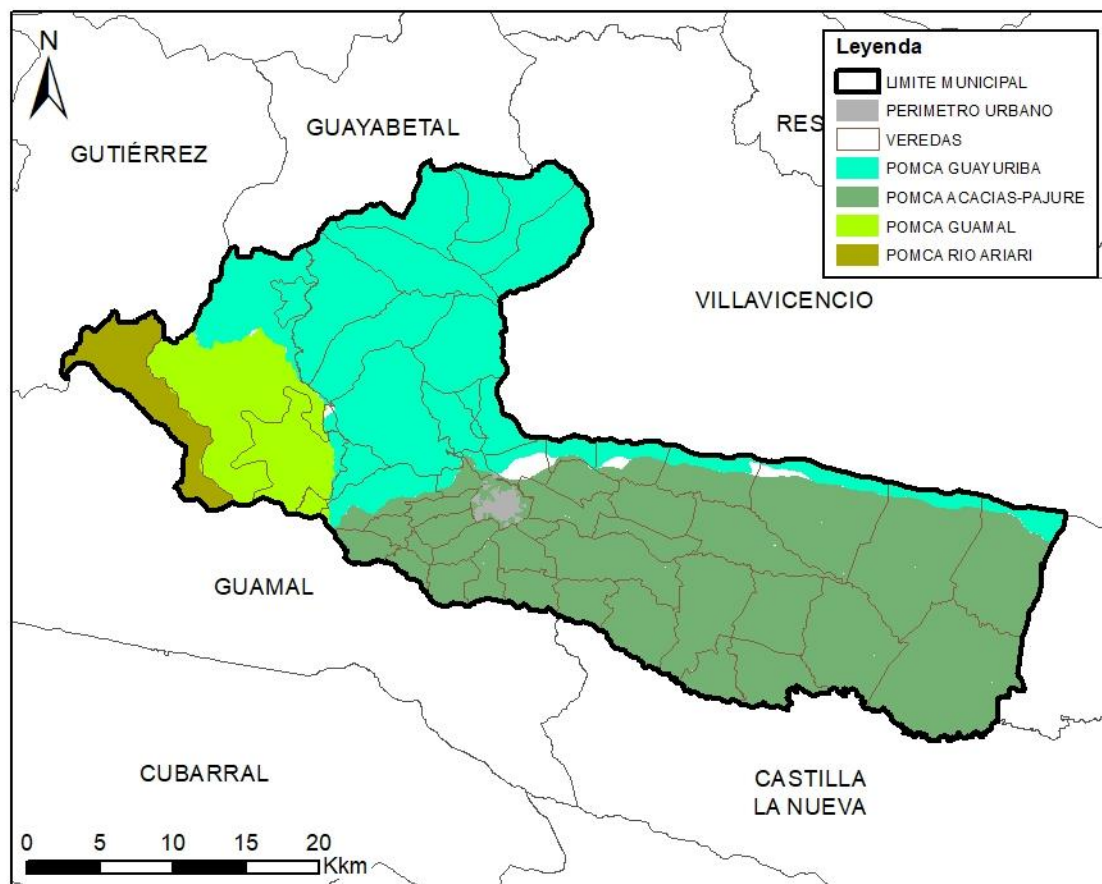 N
GUTIÉRREZ
GUAYABETAL
RES
VILLAVICENCIO
GUAMAL
CUBARRAL
CASTILLA
LA NUEVA
Leyenda
LIMITE MUNICIPAL
PERIMETRO URBANO
VEREDAS
POMCA GUAYURIBA
POMCA ACACIAS-PAJURE
POMCA GUAMAL
POMCA RIO ARIARI
0 5 10 15 20
Kkm